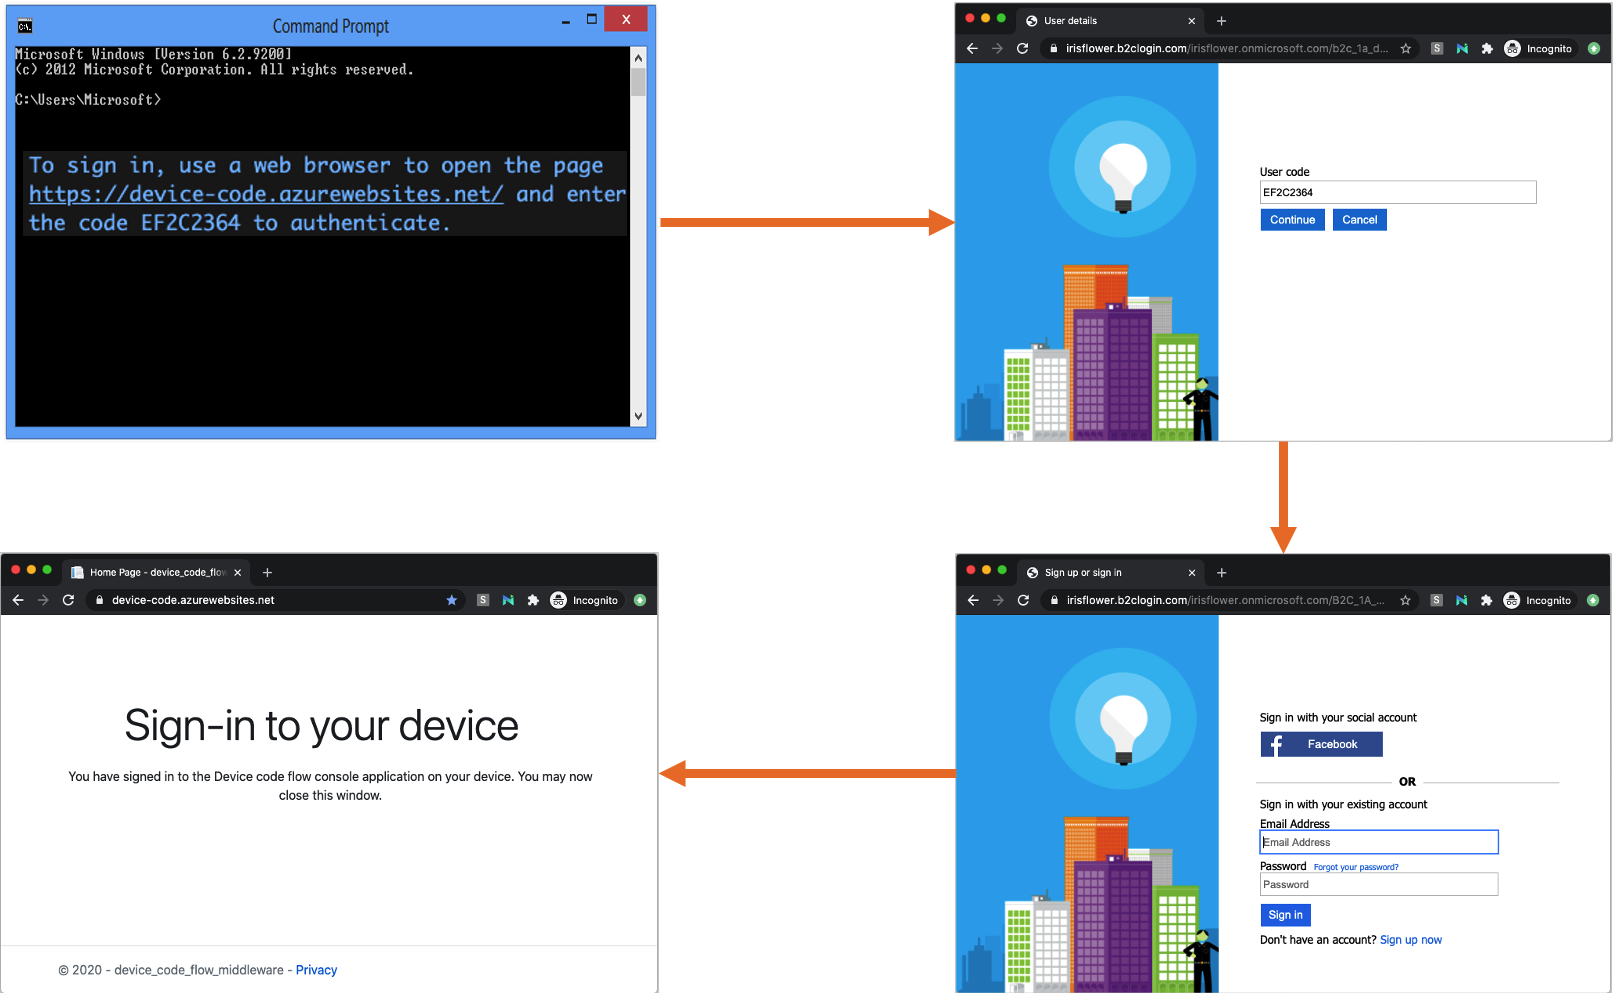 Command Prompt
Microsoft Windows [Version 6.2.9200]
(c) 2012 Microsoft Corporation. All rights reserved.
C:\Users\Microsoft>
To sign in, use a web browser to open the page
https://device-code.azurewebsites.net/ and enter
the code EF2C2364 to authenticate.
User details
irisflower.b2clogin.com/irisflower.onmicrosoft.com/b2c_1a_d...
S
Incognito
User code
EF2C2364
Continue Cancel
Home Page - device_code_flow
device-code.azurewebsites.net
S
Incognito
Sign-in to your device
You have signed in to the Device code flow console application on your device. You may now
close this window.
© 2020 - device_code_flow_middleware - Privacy
Sign up or sign in
irisflower.b2clogin.com/irisflower.onmicrosoft.com/B2C_1A_...
S
Incognito
Sign in with your social account
Facebook
OR
Sign in with your existing account
Email Address
Email Address
Password Forgot your password?
Password
Sign in
Don't have an account? Sign up now